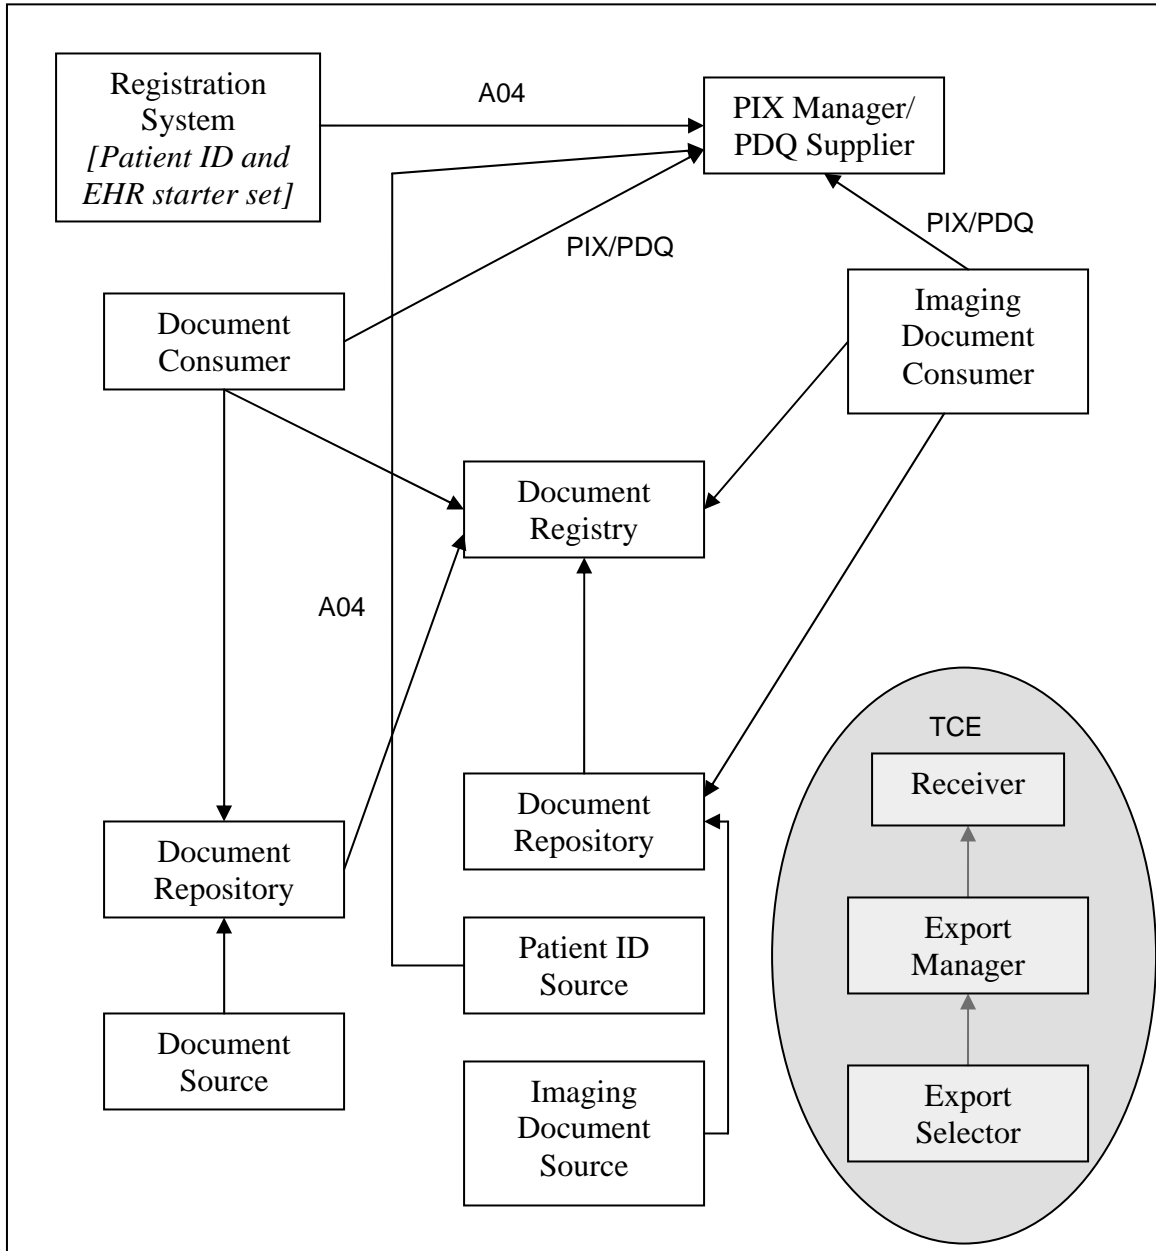 Registration
System
[Patient ID and
EHR starter set]
A04
PIX Manager/
PDQ Supplier
PIX/PDQ
PIX/PDQ
Document
Consumer
Imaging
Document
Consumer
Document
Registry
A04
TCE
Receiver
Document
Repository
Document
Repository
Export
Manager
Patient ID
Source
Document
Source
Imaging
Document
Source
Export
Selector